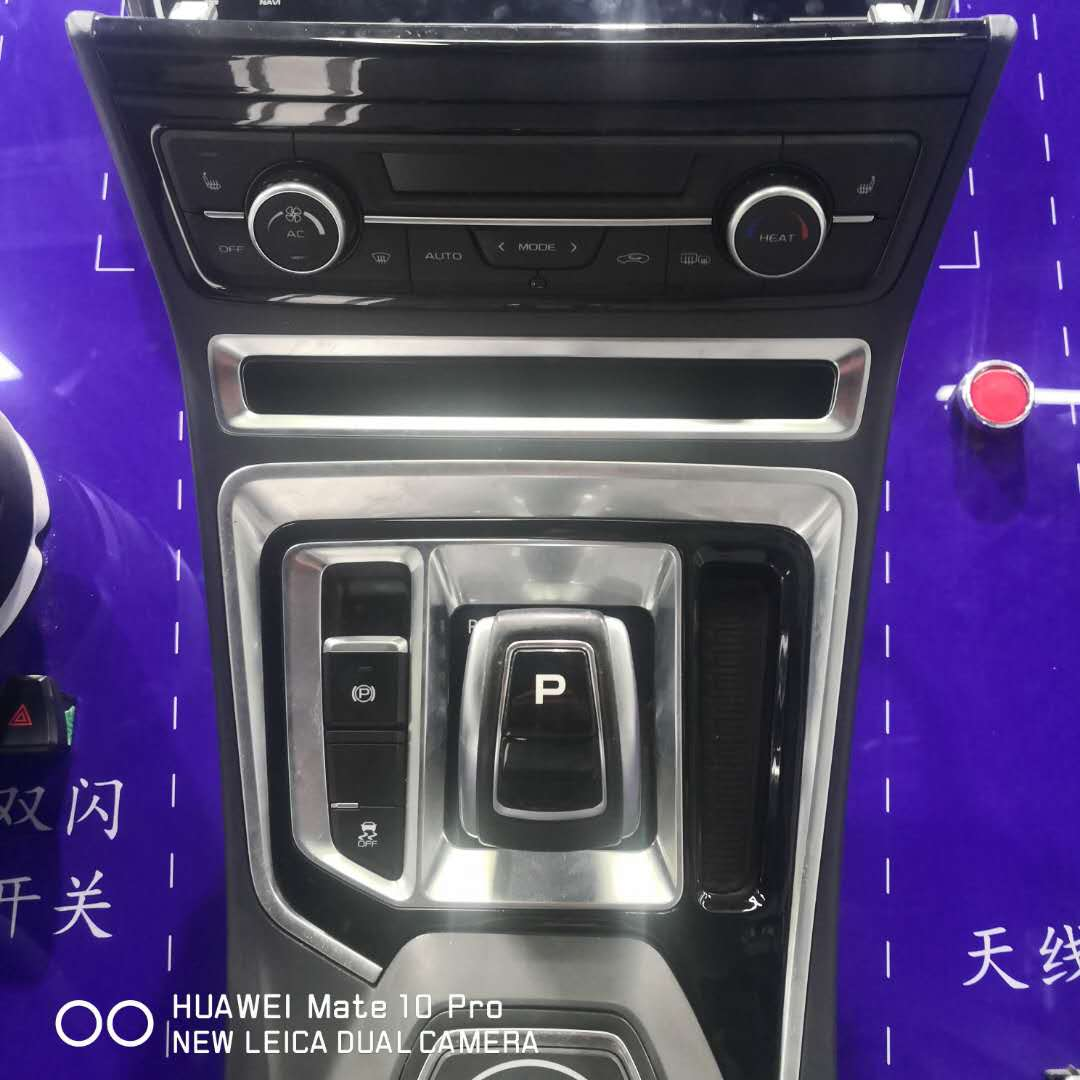 NAVI
AC
OFF
AUTO
MODE
HEAT
P
P
OFF
双闪
开关
天线
HUAWEI Mate 10 Pro
NEW LEICA DUAL CAMERA